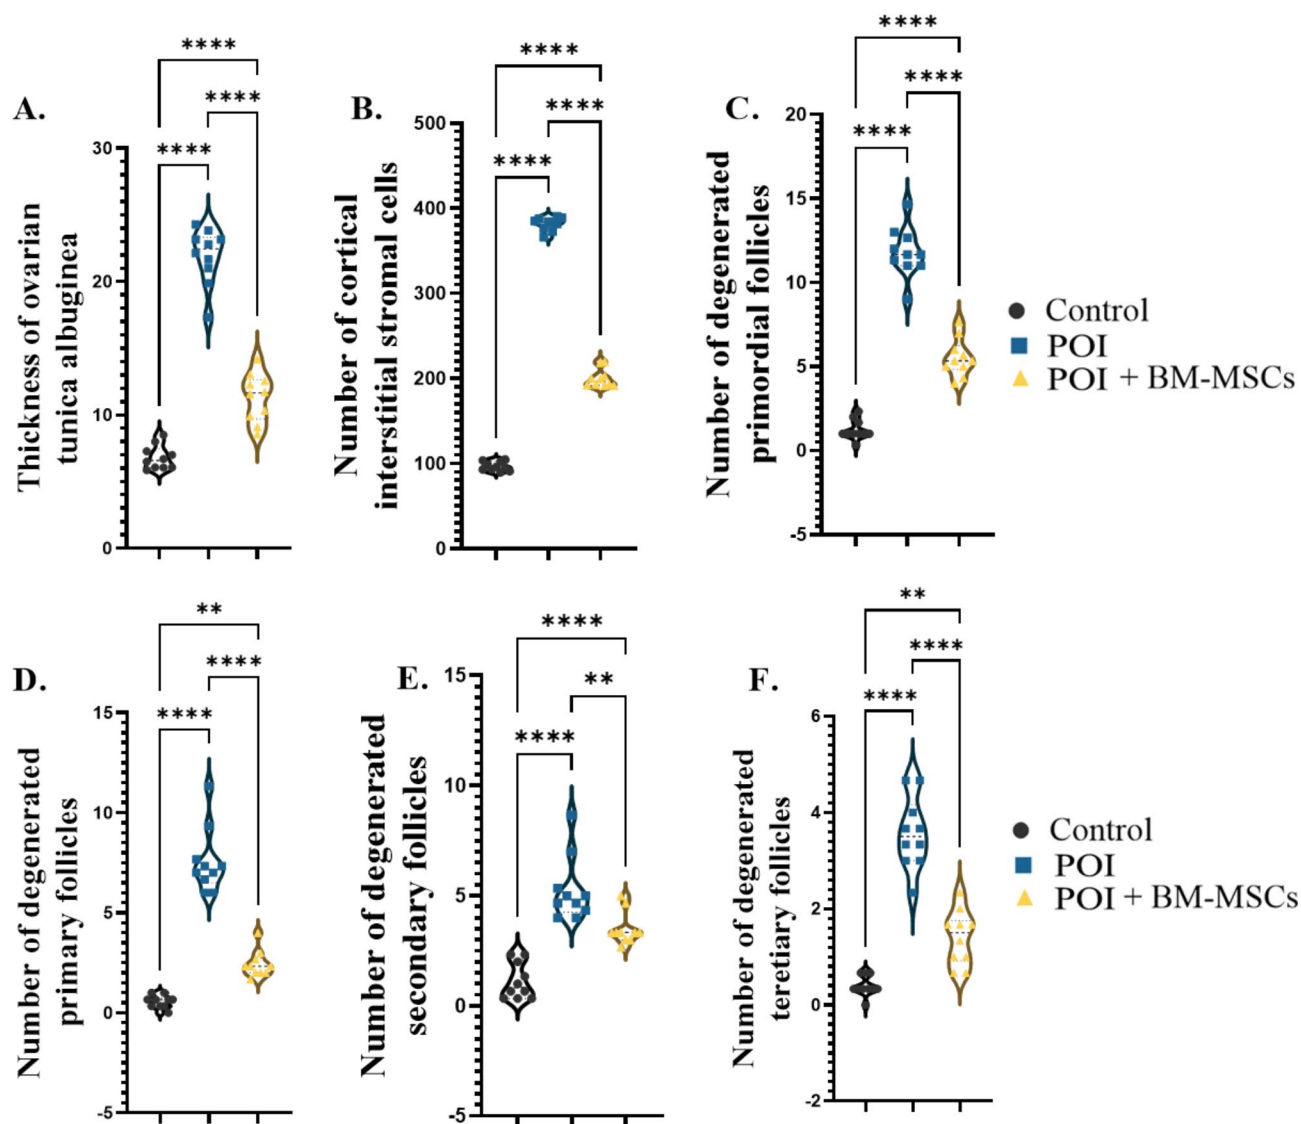 A.
Thickness of ovarian
tunica albuginea
30
20
10
0
****
****
****
B.
Number of cortical
interstitial stromal cells
500
400
300
200
100
0
****
****
****
C.
Number of degenerated
primordial follicles
20
15
10
5
0
-5
****
****
****
Control
POI
POI + BM-MSCs
D.
Number of degenerated
primary follicles
15
10
5
0
-5
**
****
****
E.
Number of degenerated
secondary follicles
15
10
5
0
-5
****
**
****
F.
Number of degenerated
teretiary follicles
6
4
2
0
-2
**
****
****
Control
POI
POI + BM-MSCs